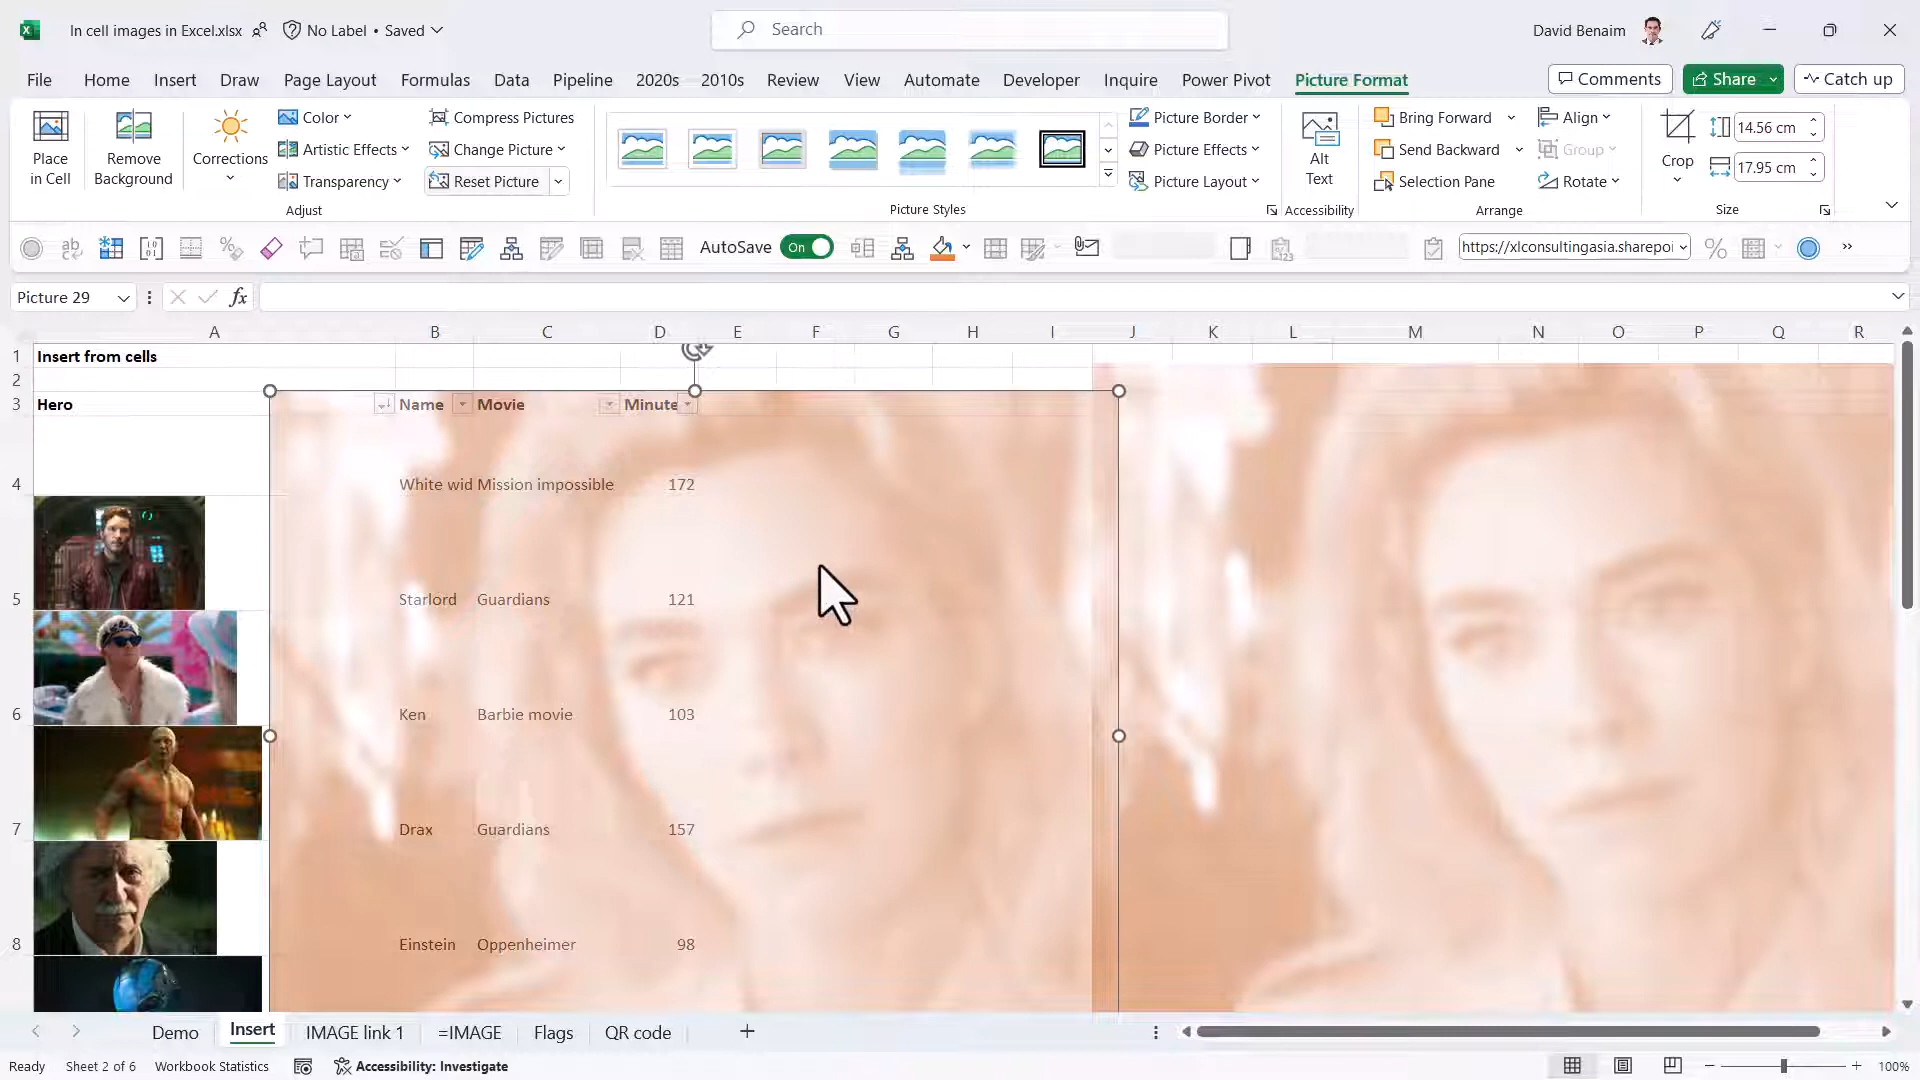 In cell images in Excel.xlsx No Label • Saved
Search
David Benaim
File Home Insert Draw Page Layout Formulas Data Pipeline 2020s 2010s Review View Automate Developer Inquire Power Pivot Picture Format
Comments Share Catch up
Place in Cell
Remove Background
Corrections
Color
Artistic Effects
Transparency
Compress Pictures
Change Picture
Reset Picture
Adjust
Picture Styles
Picture Border
Picture Effects
Picture Layout
Alt Text
Accessibility
Bring Forward
Send Backward
Selection Pane
Align
Group
Rotate
Arrange
Crop
14.56 cm
17.95 cm
Size
AutoSave On
https://xlconsultingasia.sharepoi
Picture 29 fx
A B C D E F G H I J K L M N O P Q R
1 Insert from cells
2
3 Hero Name Movie Minute
4 White wid Mission impossible 172
5 Starlord Guardians 121
6 Ken Barbie movie 103
7 Drax Guardians 157
8 Einstein Oppenheimer 98
Demo Insert IMAGE link 1 =IMAGE Flags QR code
Ready Sheet 2 of 6 Workbook Statistics Accessibility: Investigate 100%